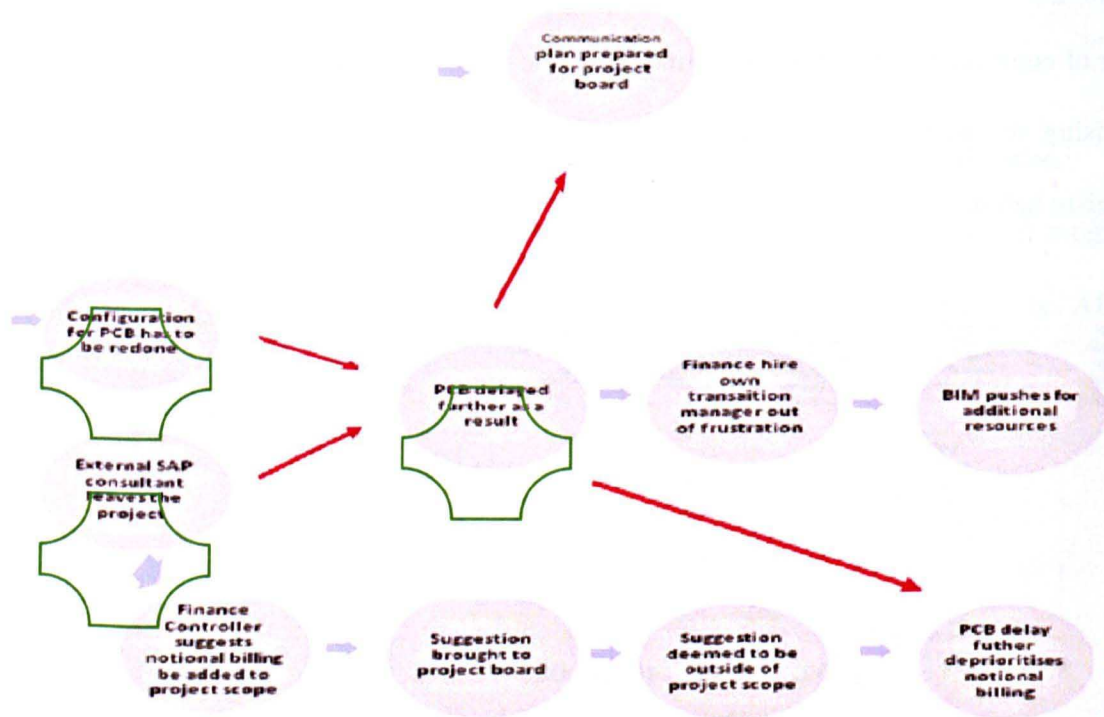 Communication
plan prepared
for project
board
Configuration
for PCB has to
be redone
PCB delayed
further as a
result
Finance hire
own
transaition
manager out
of frustration
BIM pushes for
additional
resources
External SAP
consultant
leaves the
project
Finance
Controller
suggests
notional billing
be added to
project scope
Suggestion
brought to
project board
Suggestion
deemed to be
outside of
project scope
PCB delay
futher
deprioritises
notional
billing